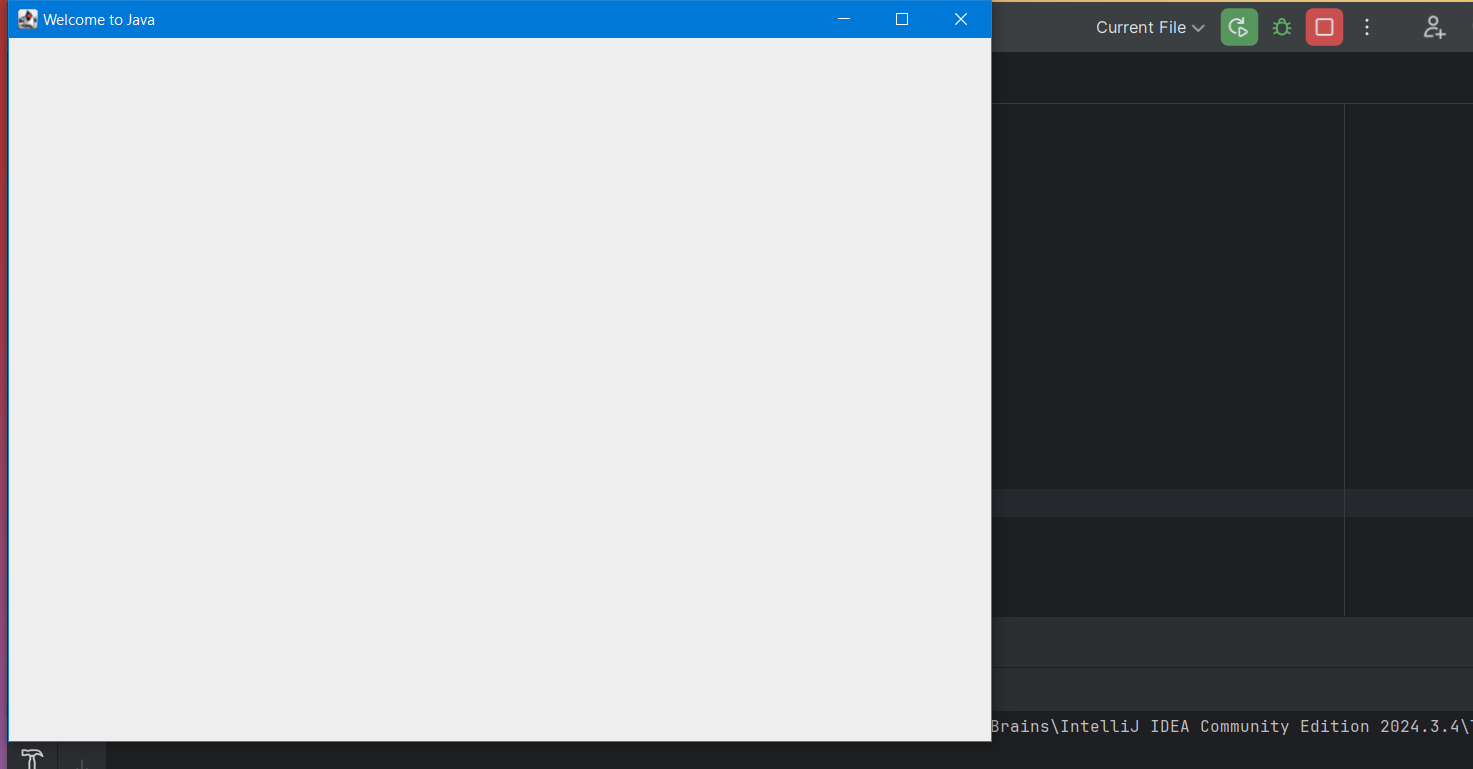 Welcome to Java
Current File
Brains\IntelliJ IDEA Community Edition 2024.3.4\